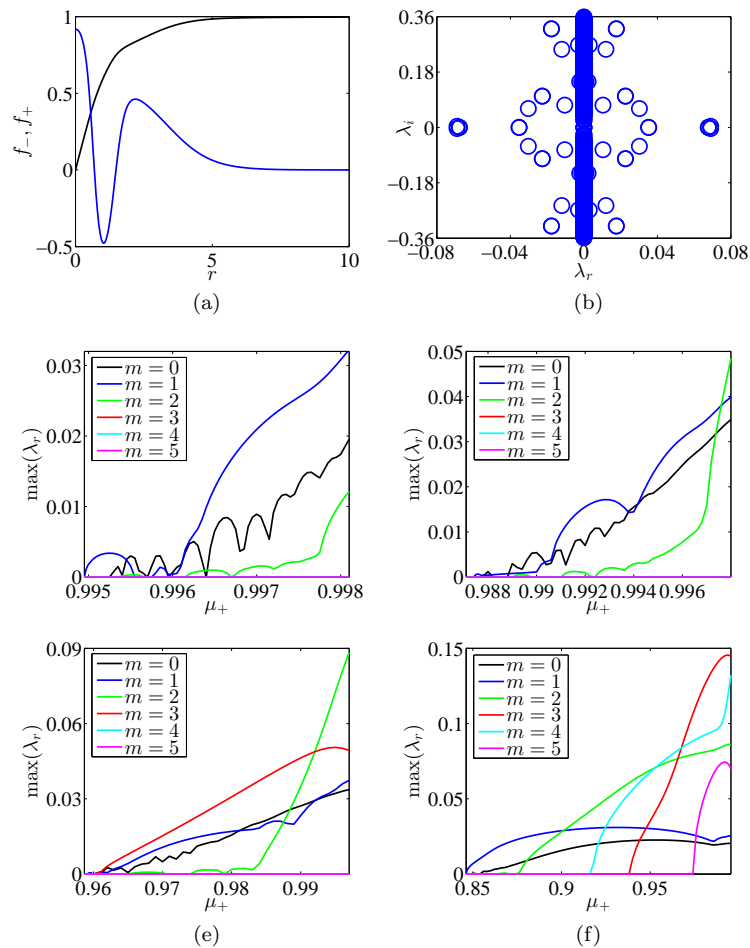 1
0.5
0
−0.5
0
5
10
r
f₋, f₊
(a)
0.36
0.18
0
−0.18
−0.36
−0.08
−0.04
0
0.04
0.08
λᵣ
λᵢ
(b)
0.03
0.02
0.01
0
0.995
0.996
0.997
0.998
μ₊
max(λᵣ)
m = 0
m = 1
m = 2
m = 3
m = 4
m = 5
0.05
0.04
0.03
0.02
0.01
0
0.988
0.99
0.992
0.994
0.996
μ₊
max(λᵣ)
m = 0
m = 1
m = 2
m = 3
m = 4
m = 5
0.09
0.06
0.03
0
0.96
0.97
0.98
0.99
μ₊
max(λᵣ)
m = 0
m = 1
m = 2
m = 3
m = 4
m = 5
(e)
0.15
0.1
0.05
0
0.85
0.9
0.95
μ₊
max(λᵣ)
m = 0
m = 1
m = 2
m = 3
m = 4
m = 5
(f)